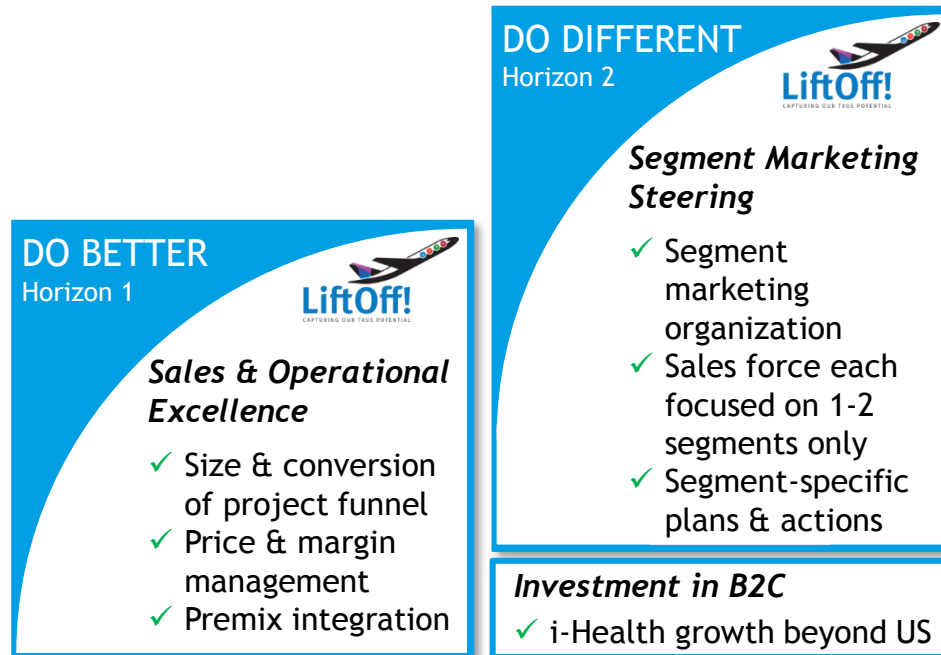 DO BETTER
Horizon 1
LiftOff!
CAPTURING OUR TRUE POTENTIAL
Sales & Operational
Excellence
✓ Size & conversion
of project funnel
✓ Price & margin
management
✓ Premix integration
DO DIFFERENT
Horizon 2
LiftOff!
CAPTURING OUR TRUE POTENTIAL
Segment Marketing
Steering
✓ Segment
marketing
organization
✓ Sales force each
focused on 1-2
segments only
✓ Segment-specific
plans & actions
Investment in B2C
✓ i-Health growth beyond US